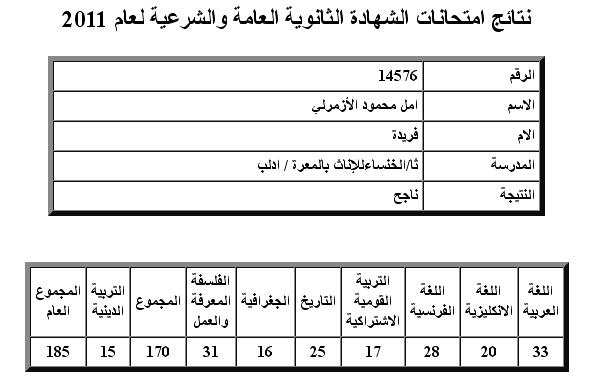 نتائج امتحانات الشهادة الثانوية العامة والشرعية لعام 2011
الرقم 14576
الاسم امل محمود الأزمرلي
الام فريدة
المدرسة ثا/الخنساءللإناث بالمعرة / ادلب
النتيجة ناجح
اللغة العربية اللغة الانكليزية اللغة الفرنسية التربية القومية الاشتراكية التاريخ الجغرافية الفلسفة المعرفة والعمل المجموع التربية الدينية المجموع العام
33 20 28 17 25 16 31 170 15 185